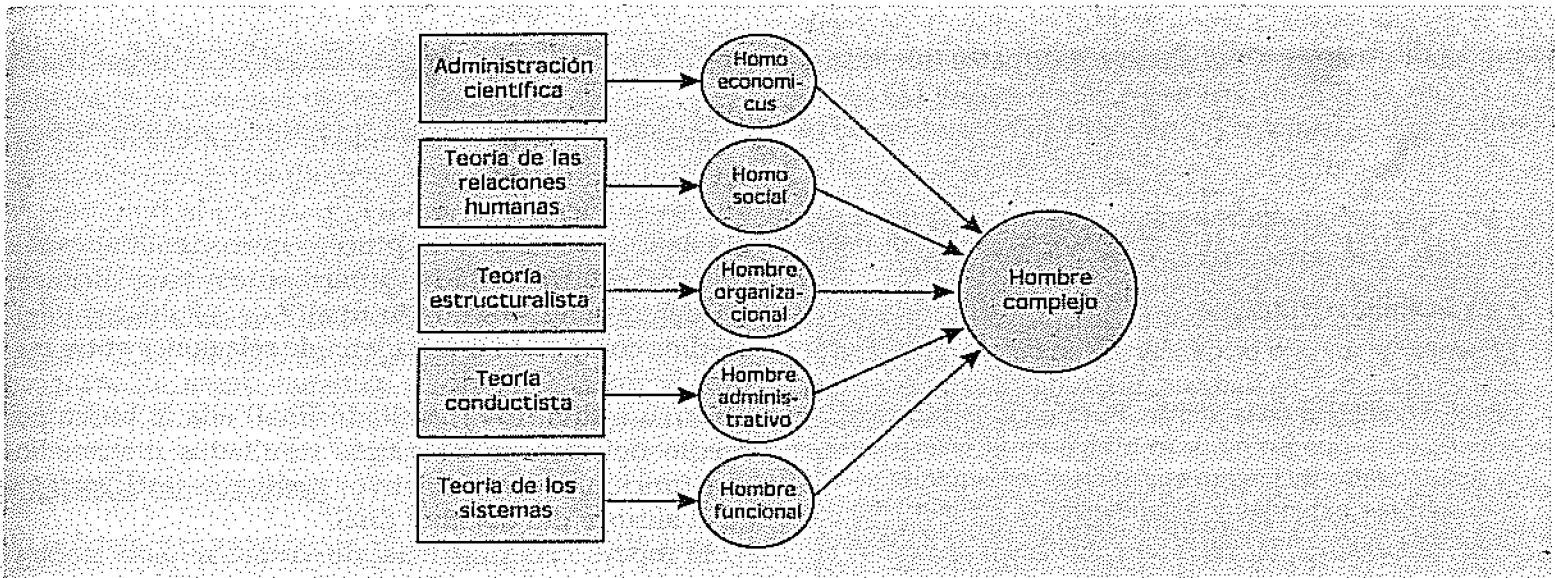 Administración
científica
Homo
economi-
cus
Teoría de las
relaciones
humanas
Homo
social
Teoría
estructuralista
Hombre
organiza-
cional
Hombre
complejo
Teoría
conductista
Hombre
adminis-
trativo
Teoría de los
sistemas
Hombre
funcional